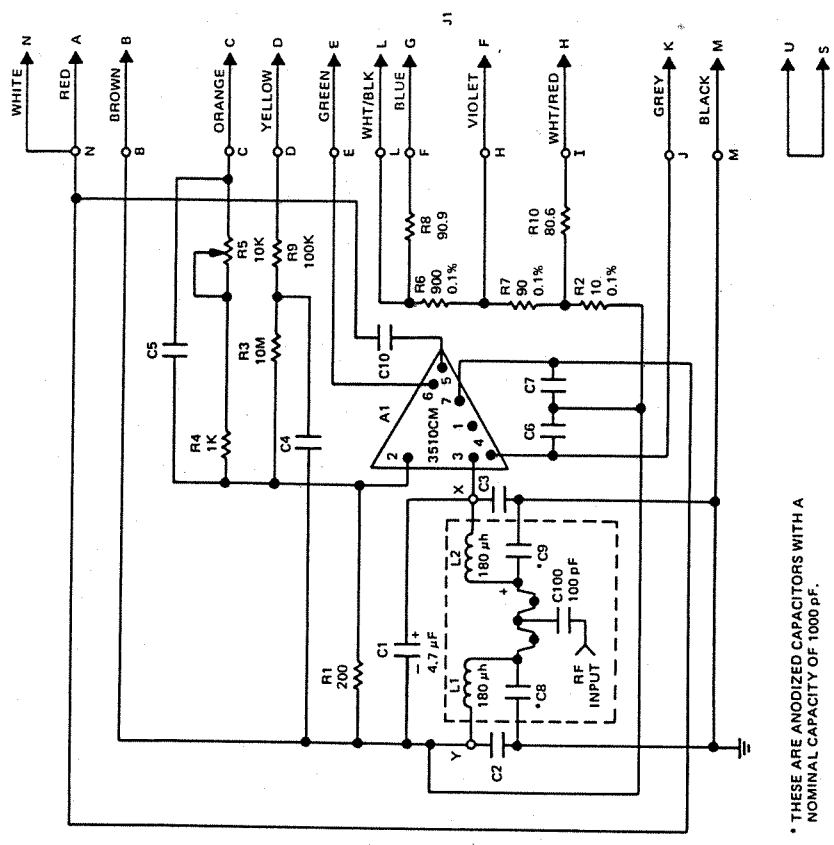 J1
WHITE N
RED A
N
BROWN B
B
ORANGE C
C
YELLOW D
D
GREEN E
E
WHT/BLK L
L
BLUE G
F
VIOLET F
H
WHT/RED H
I
GREY K
J
BLACK M
M
U
S
C5
R5
10K
R9
100K
R4
1K
R3
10M
C4
C10
R8
90.9
R6
900
0.1%
R10
80.6
R7
90
0.1%
R2
10
0.1%
A1
3510CM
2
6
5
7
1
3
4
C7
C6
X
C3
R1
200
C1
+
−
4.7 µF
L2
180 µh
*C9
+
C100
100 pF
L1
180 µh
*C8
RF
INPUT
Y
C2
* THESE ARE ANODIZED CAPACITORS WITH A
NOMINAL CAPACITY OF 1000 pF.